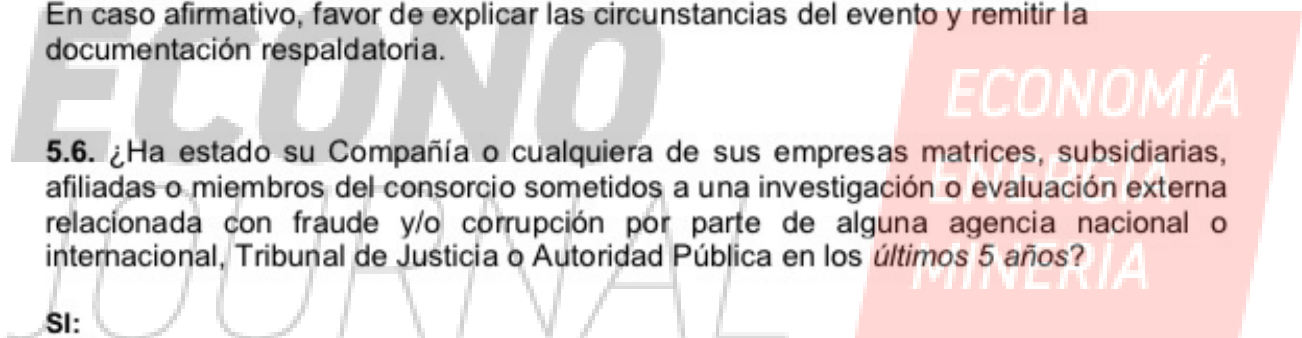 En caso afirmativo, favor de explicar las circunstancias del evento y remitir la
documentación respaldatoria.
ECONO
ECONOMÍA
5.6. ¿Ha estado su Compañía o cualquiera de sus empresas matrices, subsidiarias,
ENERGÍA
afiliadas o miembros del consorcio sometidos a una investigación o evaluación externa
relacionada con fraude y/o corrupción por parte de alguna agencia nacional o
internacional, Tribunal de Justicia o Autoridad Pública en los últimos 5 años?
JOURNAL
MINERÍA
SI: